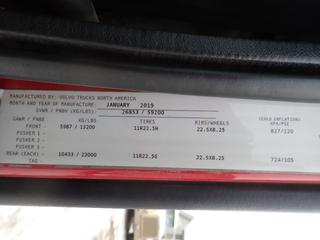 MANUFACTURED BY: VOLVO TRUCKS NORTH AMERICA
MONTH AND YEAR OF MANUFACTURE: JANUARY 2019
GVWR / PNBV (KG/LBS) 26853 / 59200
GAWR / PNBE KG/LBS TIRES RIMS/WHEELS (COLD INFLATION) KPA/PSI
FRONT - 5987 / 13200 11R22.5H 22.5X8.25 827/120
PUSHER 1 -
PUSHER 2 -
PUSHER 3 -
REAR (EACH) - 10433 / 23000 11R22.5G 22.5X8.25 724/105
TAG -